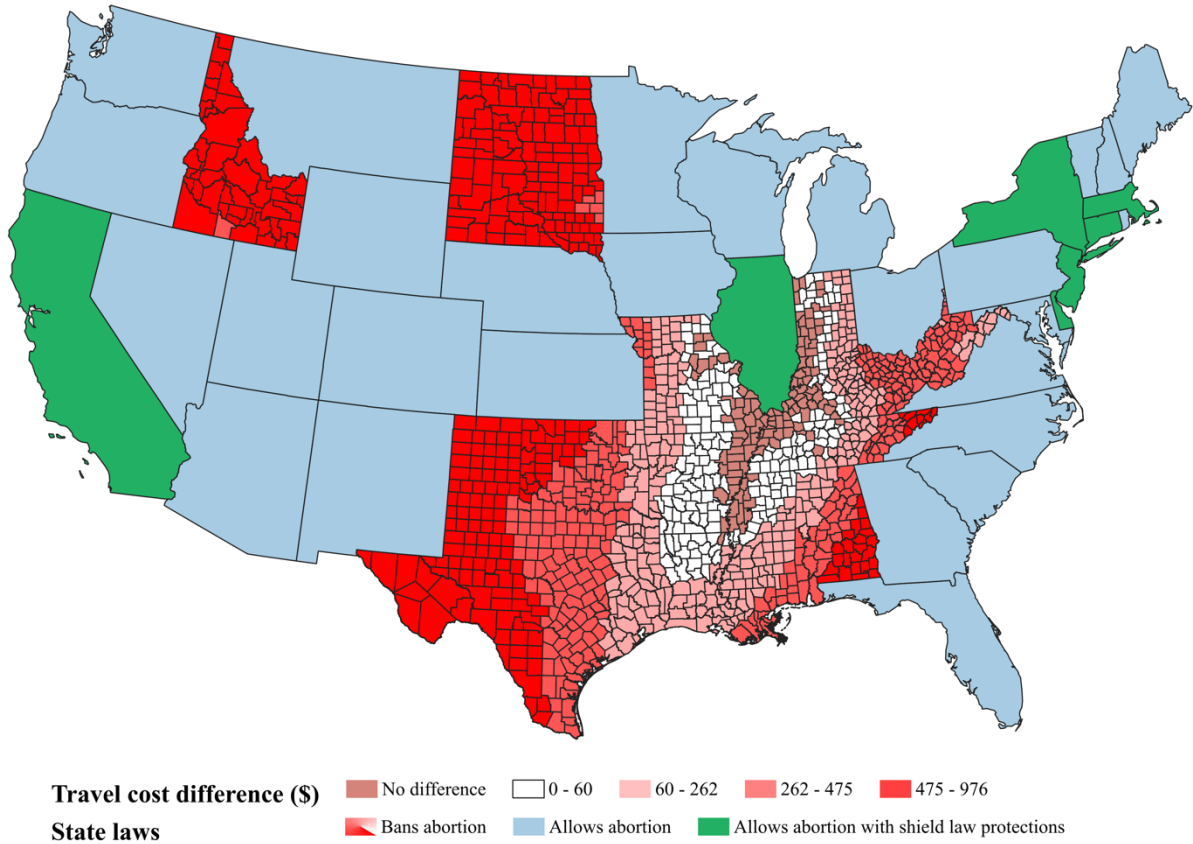 Travel cost difference ($) No difference 0 - 60 60 - 262 262 - 475 475 - 976
State laws Bans abortion Allows abortion Allows abortion with shield law protections